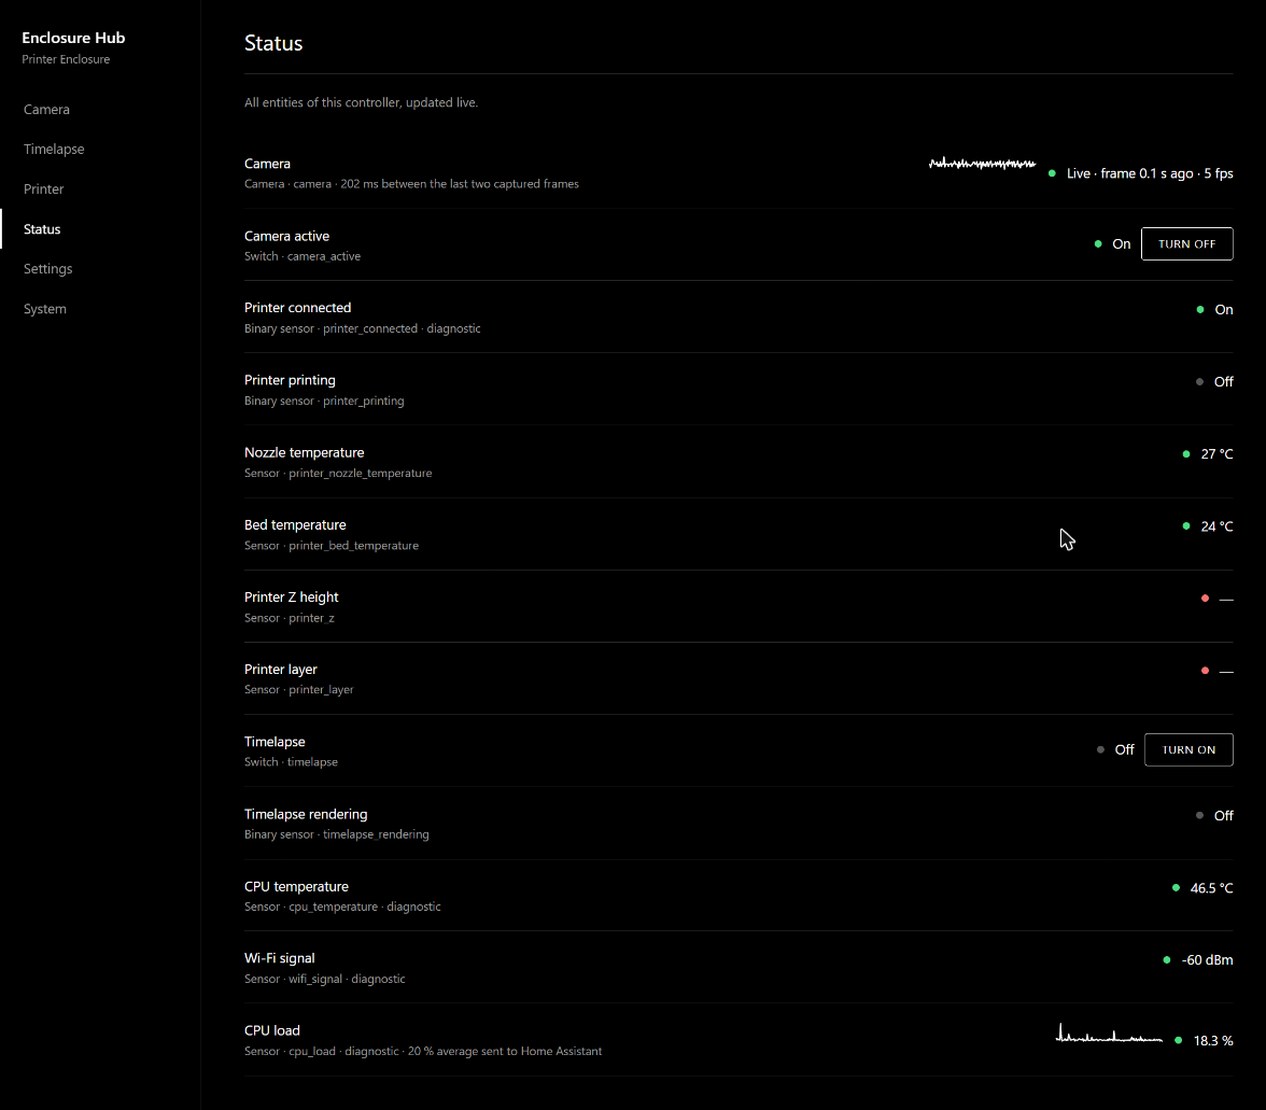 Enclosure Hub
Printer Enclosure
Camera
Timelapse
Printer
Status
Settings
System
Status
All entities of this controller, updated live.
Camera
Camera · camera · 202 ms between the last two captured frames
Live · frame 0.1 s ago · 5 fps
Camera active
Switch · camera_active
On
TURN OFF
Printer connected
Binary sensor · printer_connected · diagnostic
On
Printer printing
Binary sensor · printer_printing
Off
Nozzle temperature
Sensor · printer_nozzle_temperature
27 °C
Bed temperature
Sensor · printer_bed_temperature
24 °C
Printer Z height
Sensor · printer_z
—
Printer layer
Sensor · printer_layer
—
Timelapse
Switch · timelapse
Off
TURN ON
Timelapse rendering
Binary sensor · timelapse_rendering
Off
CPU temperature
Sensor · cpu_temperature · diagnostic
46.5 °C
Wi-Fi signal
Sensor · wifi_signal · diagnostic
-60 dBm
CPU load
Sensor · cpu_load · diagnostic · 20 % average sent to Home Assistant
18.3 %